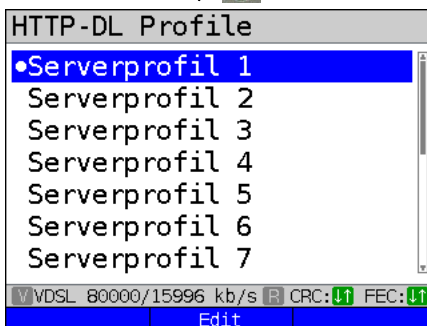 HTTP-DL Profile
●Serverprofil 1
Serverprofil 2
Serverprofil 3
Serverprofil 4
Serverprofil 5
Serverprofil 6
Serverprofil 7
V VDSL 80000/15996 kb/s R CRC:↓↑ FEC:↓↑
Edit